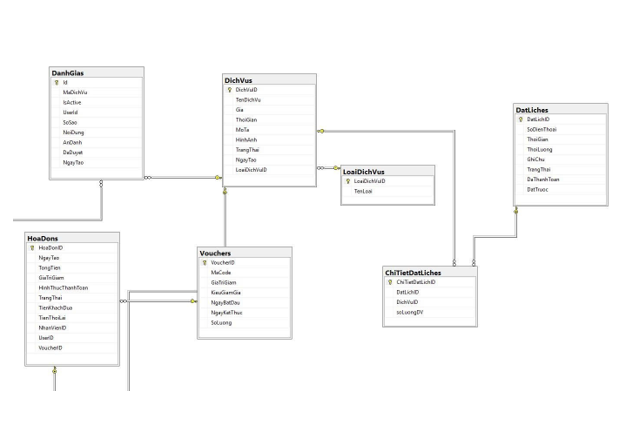 DanhGias
Id
MaDichVu
IsActive
UserId
SoSao
NoiDung
AnDanh
DaDuyet
NgayTao
DichVus
DichVuID
TenDichVu
Gia
ThoiGian
MoTa
HinhAnh
TrangThai
NgayTao
LoaiDichVuID
LoaiDichVus
LoaiDichVuID
TenLoai
DatLiches
DatLichID
SoDienThoai
ThoiGian
ThoiLuong
GhiChu
TrangThai
DaThanhToan
DatTruoc
HoaDons
HoaDonID
NgayTao
TongTien
GiaTriGiam
HinhThucThanhToan
TrangThai
TienKhachDua
TienThoiLai
NhanVienID
UserID
VoucherID
Vouchers
VoucherID
MaCode
GiaTriGiam
KieuGiamGia
NgayBatDau
NgayKetThuc
SoLuong
ChiTietDatLiches
ChiTietDatLichID
DatLichID
DichVuID
soLuongDV